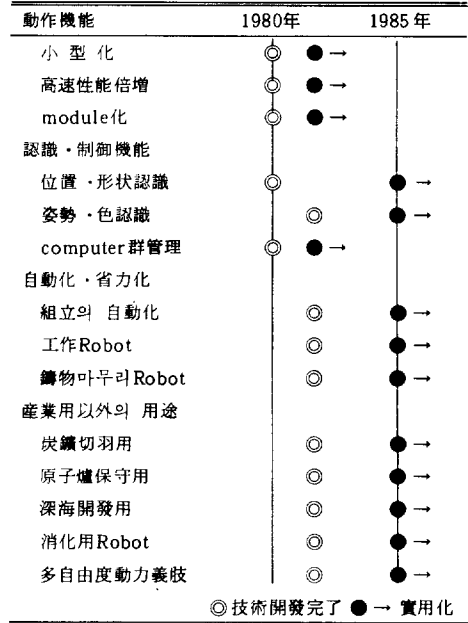 動作機能 1980年 1985年
小型化 ◎ ● →
高速性能倍增 ◎ ● →
module化 ◎ ● →
認識·制御機能
位置·形状認識 ◎ ● →
姿勢·色認識 ◎ ● →
computer群管理 ◎ ● →
自動化·省力化
組立의 自動化 ◎ ● →
工作Robot ◎ ● →
鑄物마무리Robot ◎ ● →
産業用以外의 用途
炭鑛切羽用 ◎ ● →
原子爐保守用 ◎ ● →
深海開發用 ◎ ● →
消化用Robot ◎ ● →
多自由度動力義肢 ◎ ● →
◎技術開發完了 ●→ 實用化